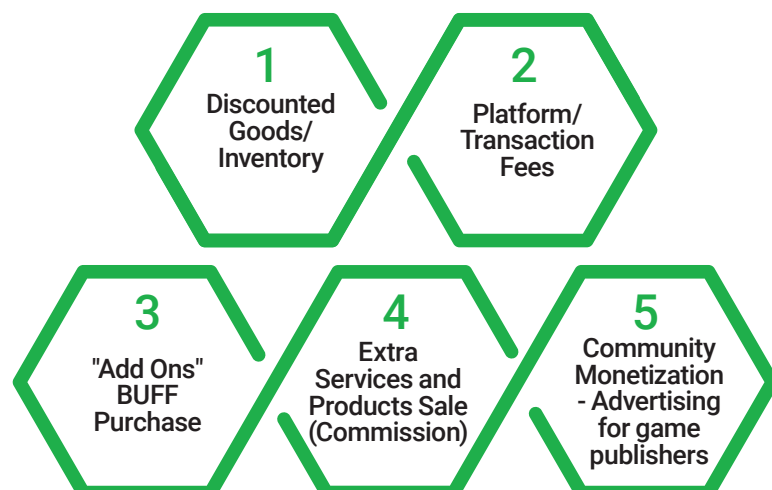 1
Discounted
Goods/
Inventory
2
Platform/
Transaction
Fees
3
"Add Ons"
BUFF
Purchase
4
Extra
Services and
Products Sale
(Commission)
5
Community
Monetization
- Advertising
for game
publishers